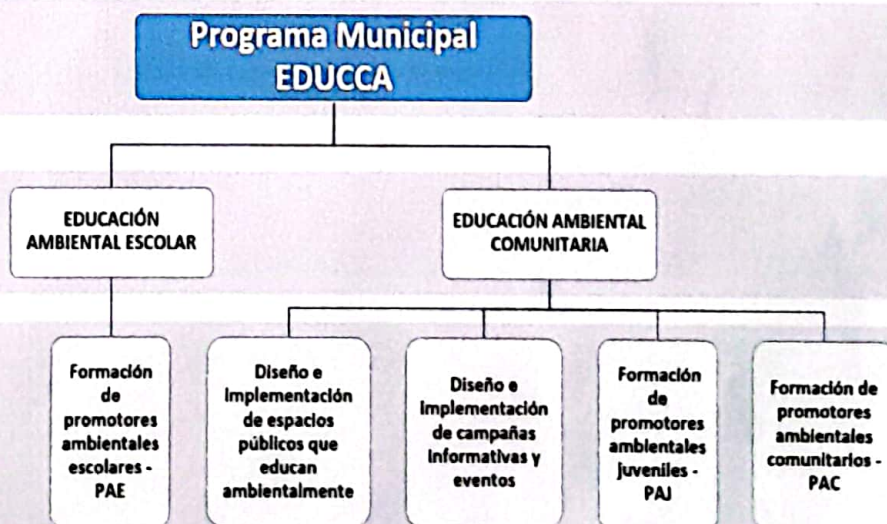 Programa Municipal
EDUCCA
EDUCACIÓN
AMBIENTAL ESCOLAR
EDUCACIÓN AMBIENTAL
COMUNITARIA
Formación
de
promotores
ambientales
escolares -
PAE
Diseño e
Implementación
de espacios
públicos que
educan
ambientalmente
Diseño e
Implementación
de campañas
Informativas y
eventos
Formación
de
promotores
ambientales
juveniles -
PAJ
Formación de
promotores
ambientales
comunitarios -
PAC